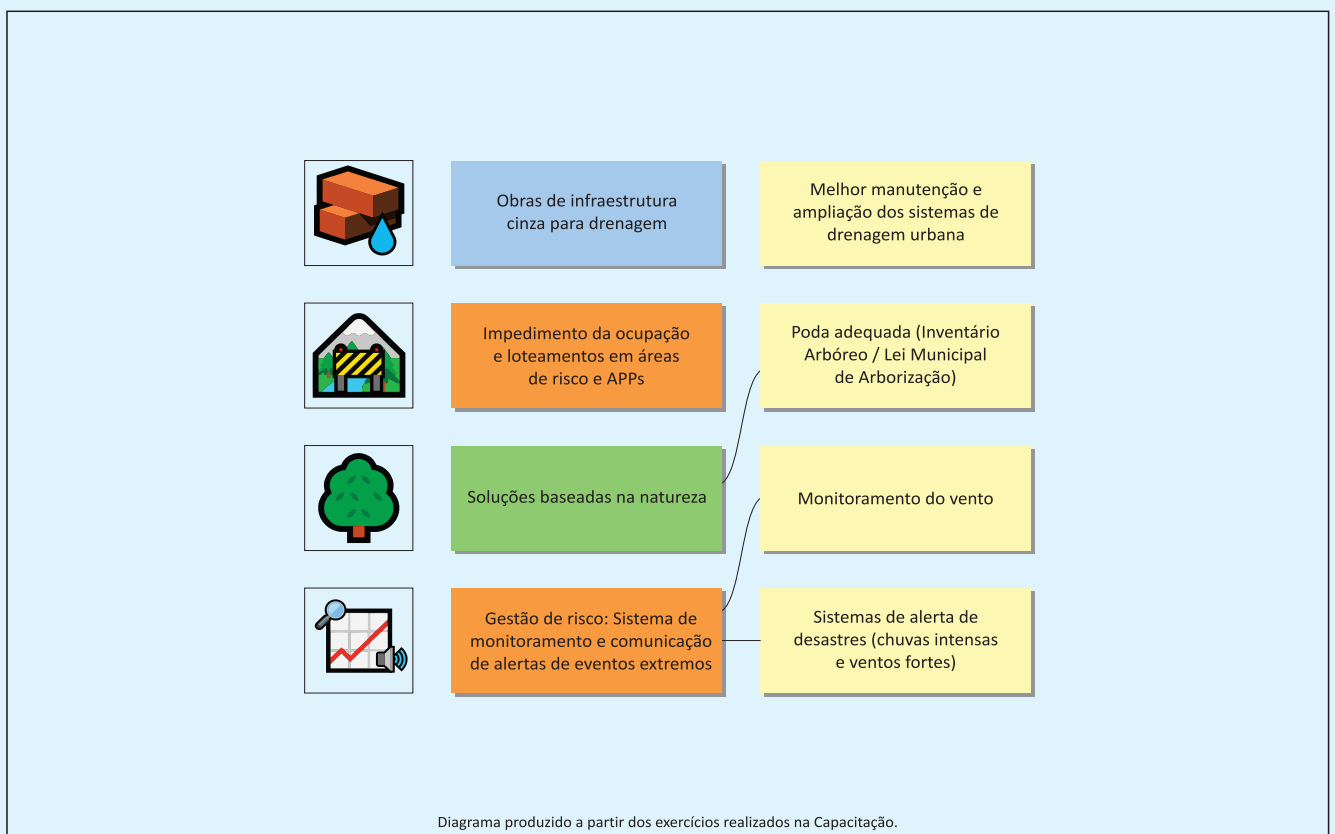 Obras de infraestrutura
cinza para drenagem
Melhor manutenção e
ampliação dos sistemas de
drenagem urbana
Impedimento da ocupação
e loteamentos em áreas
de risco e APPs
Poda adequada (Inventário
Arbóreo / Lei Municipal
de Arborização)
Soluções baseadas na natureza
Monitoramento do vento
Gestão de risco: Sistema de
monitoramento e comunicação
de alertas de eventos extremos
Sistemas de alerta de
desastres (chuvas intensas
e ventos fortes)
Diagrama produzido a partir dos exercícios realizados na Capacitação.